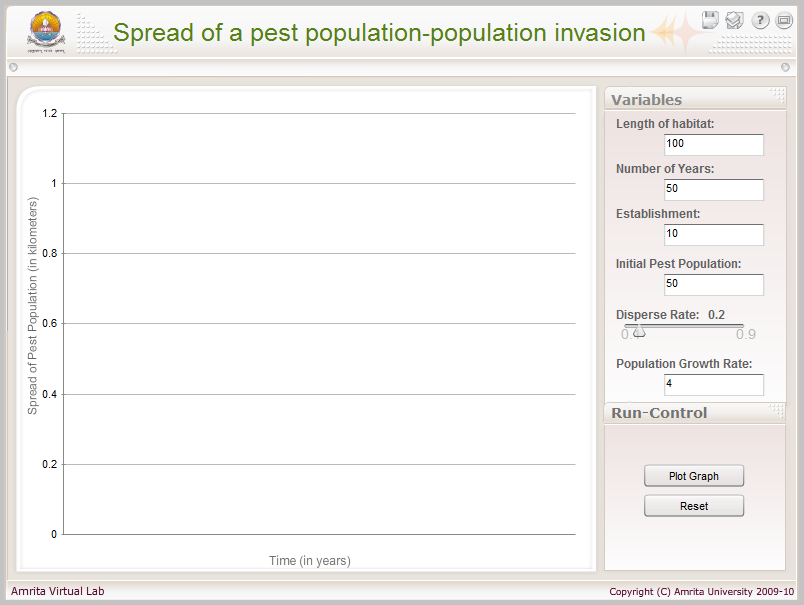 Spread of a pest population-population invasion
1.2
1
0.8
0.6
0.4
0.2
0
Spread of Pest Population (in kilometers)
Time (in years)
Variables
Length of habitat:
100
Number of Years:
50
Establishment:
10
Initial Pest Population:
50
Disperse Rate: 0.2
0.9
Population Growth Rate:
4
Run-Control
Plot Graph
Reset
Amrita Virtual Lab
Copyright (C) Amrita University 2009-10